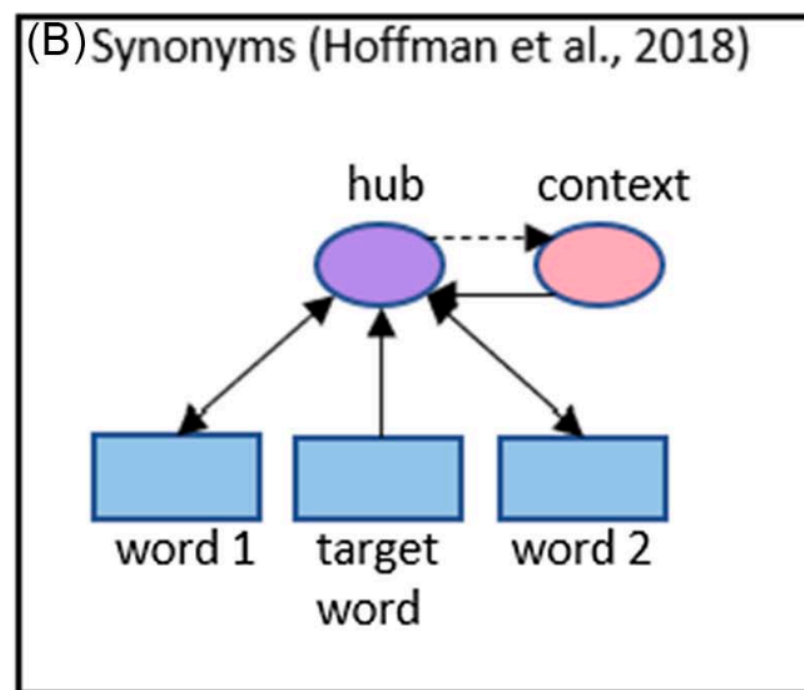 (B) Synonyms (Hoffman et al., 2018)
hub
context
word 1
target
word
word 2